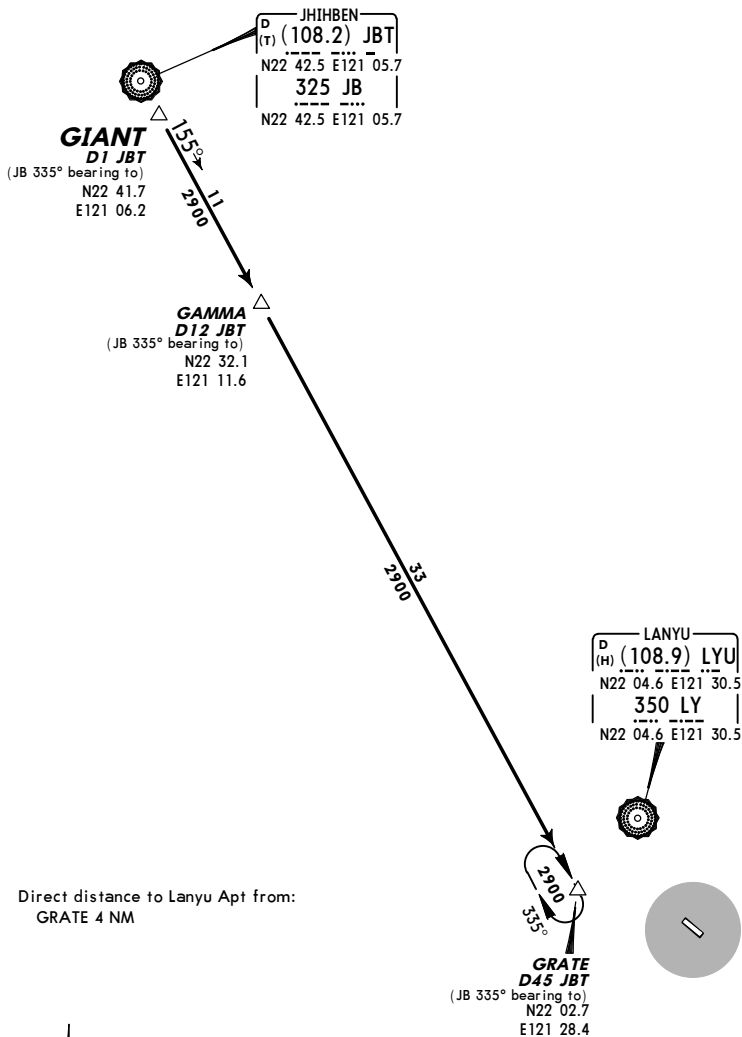 JHIHBEN
D
(T) (108.2) JBT
N22 42.5 E121 05.7
325 JB
N22 42.5 E121 05.7
GIANT
D1 JBT
(JB 335° bearing to)
N22 41.7
E121 06.2
155°
11
2900
GAMMA
D12 JBT
(JB 335° bearing to)
N22 32.1
E121 11.6
33
2900
LANYU
D
(H) (108.9) LYU
N22 04.6 E121 30.5
350 LY
N22 04.6 E121 30.5
2900
335°
Direct distance to Lanyu Apt from:
GRATE 4 NM
GRATE
D45 JBT
(JB 335° bearing to)
N22 02.7
E121 28.4